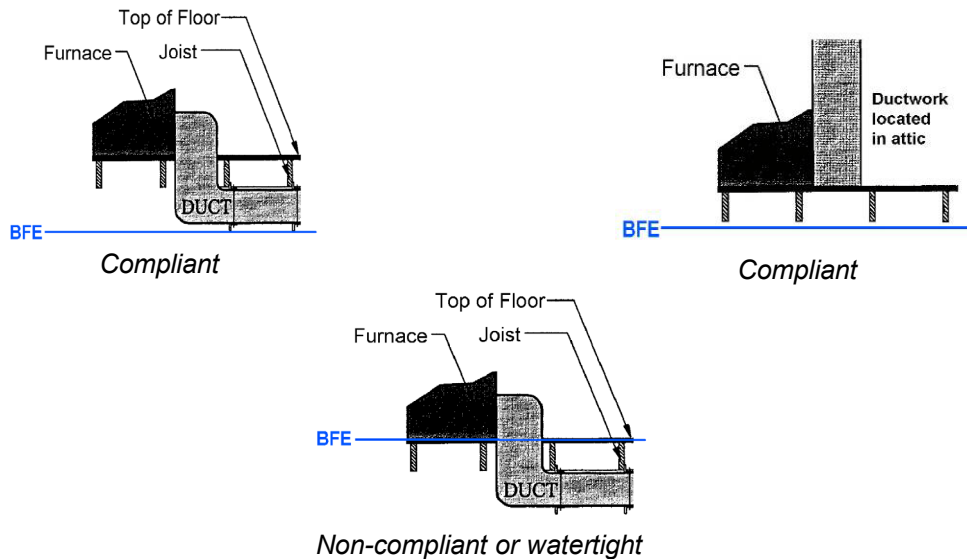 Top of Floor
Furnace
Joist
DUCT
BFE
Compliant
Furnace
Ductwork
located
in attic
BFE
Compliant
Top of Floor
Furnace
Joist
BFE
DUCT
Non-compliant or watertight